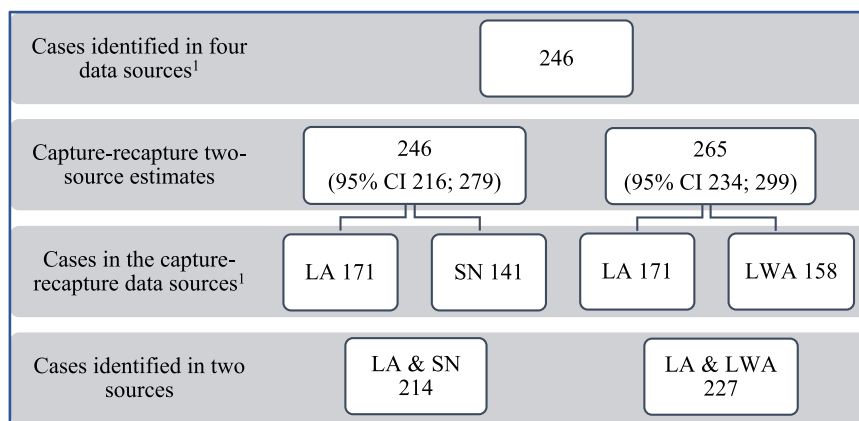 Cases identified in four
data sources¹
246
Capture-recapture two-
source estimates
246
(95% CI 216; 279)
265
(95% CI 234; 299)
Cases in the capture-
recapture data sources¹
LA 171
SN 141
LA 171
LWA 158
Cases identified in two
sources
LA & SN
214
LA & LWA
227